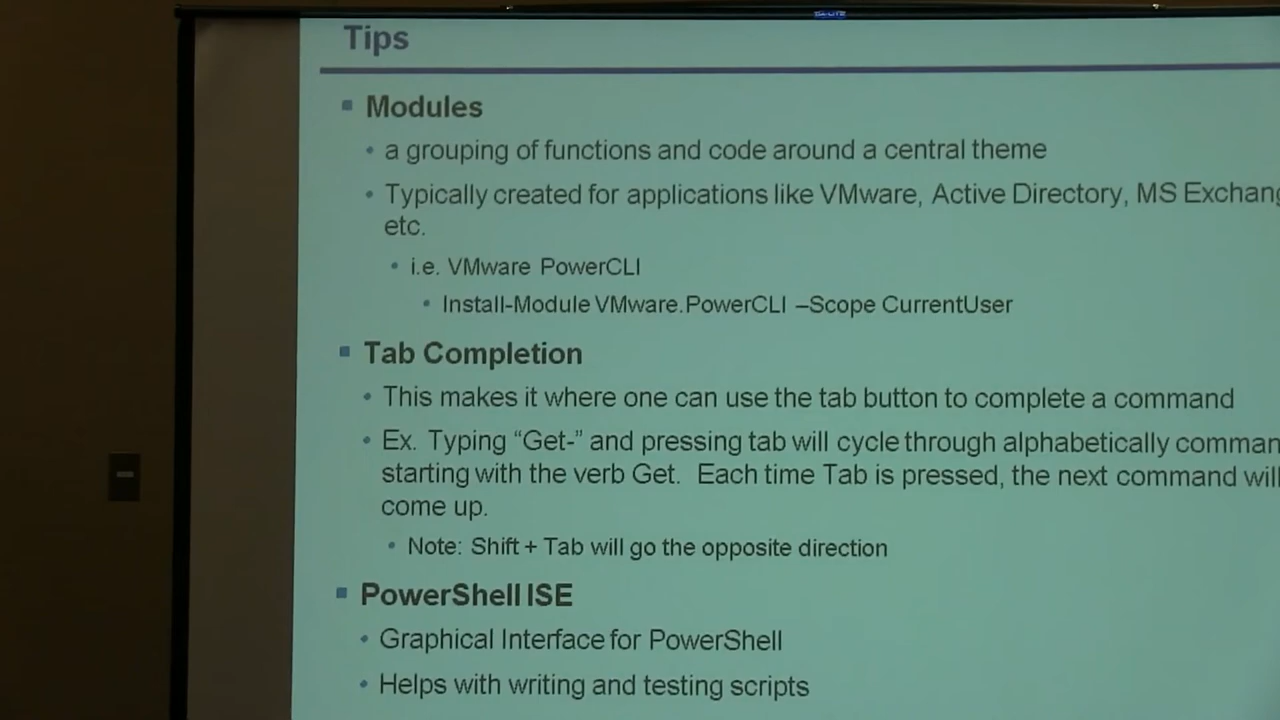 Tips
Modules
a grouping of functions and code around a central theme
Typically created for applications like VMware, Active Directory, MS
etc.
i.e. VMware PowerCLI
Install-Module VMware.PowerCLI –Scope CurrentUser
Tab Completion
This makes it where one can use the tab button to complete a command
Ex. Typing “Get-” and pressing tab will cycle through alphabetically
starting with the verb Get. Each time Tab is pressed, the next command will
come up.
Note: Shift + Tab will go the opposite direction
PowerShell ISE
Graphical Interface for PowerShell
Helps with writing and testing scripts